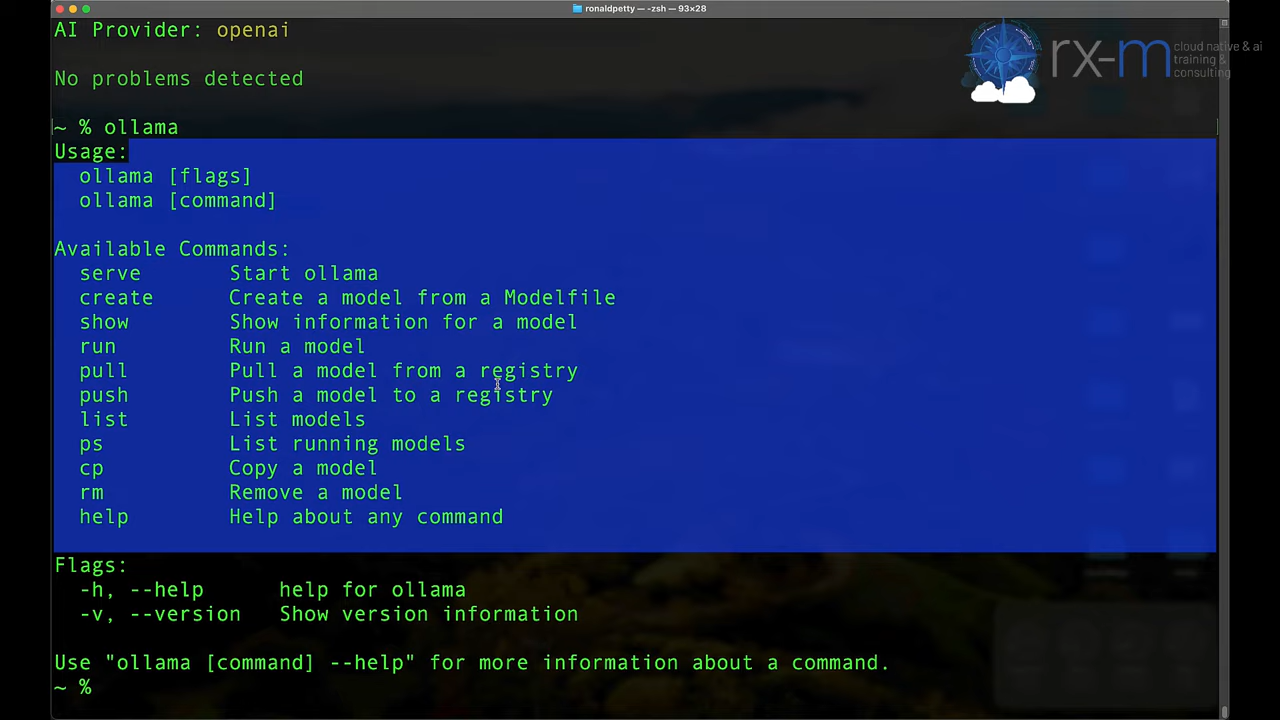 ronaldpetty — -zsh — 93×28
AI Provider: openai
No problems detected
rx-m cloud native & ai
training &
consulting
~ % ollama
Usage:
  ollama [flags]
  ollama [command]
Available Commands:
  serve       Start ollama
  create      Create a model from a Modelfile
  show        Show information for a model
  run         Run a model
  pull        Pull a model from a registry
  push        Push a model to a registry
  list        List models
  ps          List running models
  cp          Copy a model
  rm          Remove a model
  help        Help about any command
Flags:
  -h, --help      help for ollama
  -v, --version   Show version information
Use "ollama [command] --help" for more information about a command.
~ %